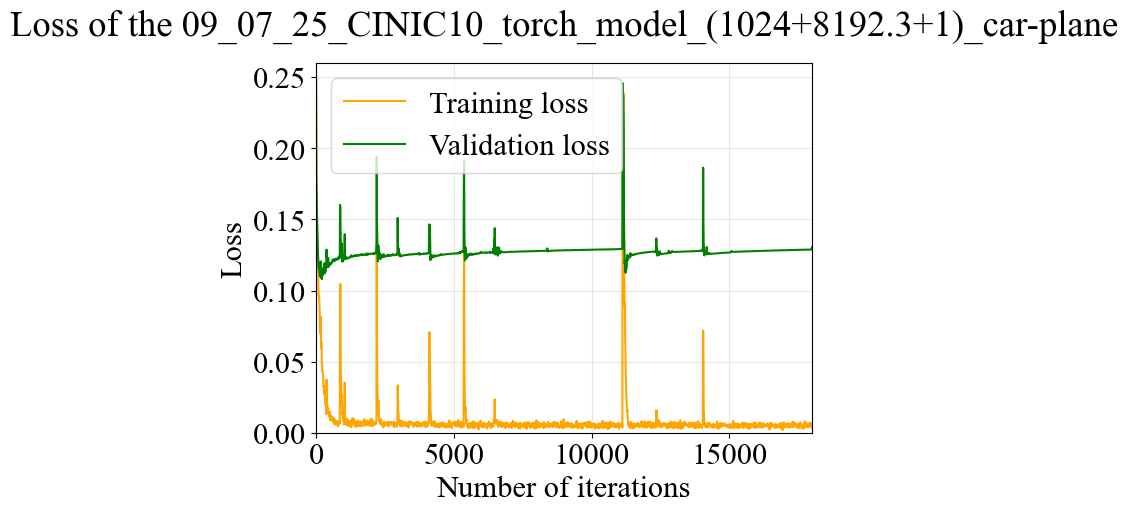 Loss of the 09_07_25_CINIC10_torch_model_(1024+8192.3+1)_car-plane
0.25
0.20
0.15
0.10
0.05
0.00
Loss
Training loss
Validation loss
0 5000 10000 15000
Number of iterations